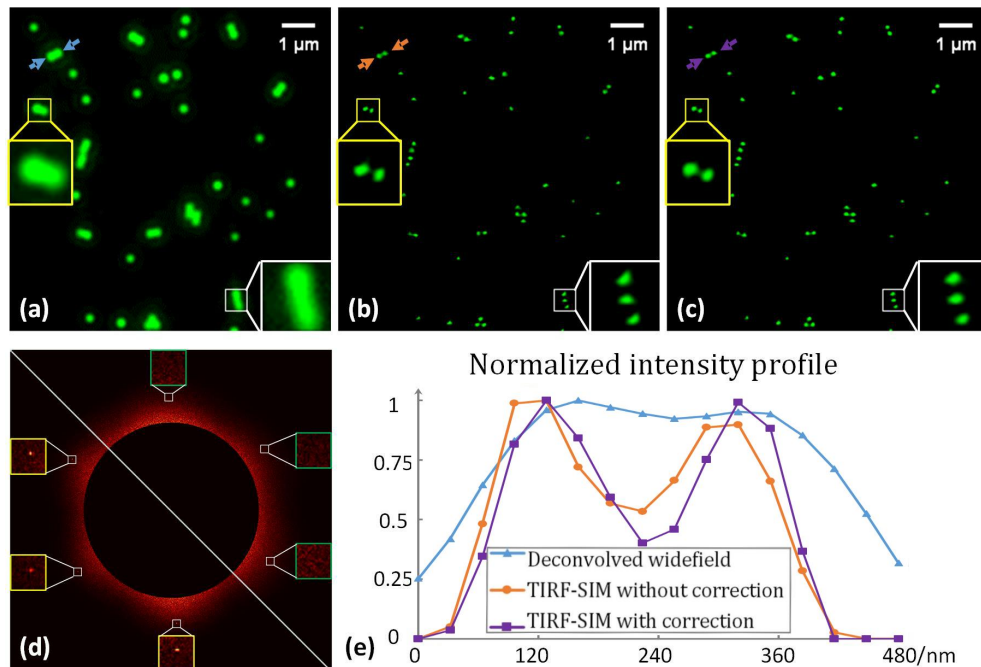 1 µm
1 µm
1 µm
(a)
(b)
(c)
(d)
(e)
Normalized intensity profile
1
0.75
0.5
0.25
0
Deconvolved widefield
TIRF-SIM without correction
TIRF-SIM with correction
0
120
240
360
480/nm